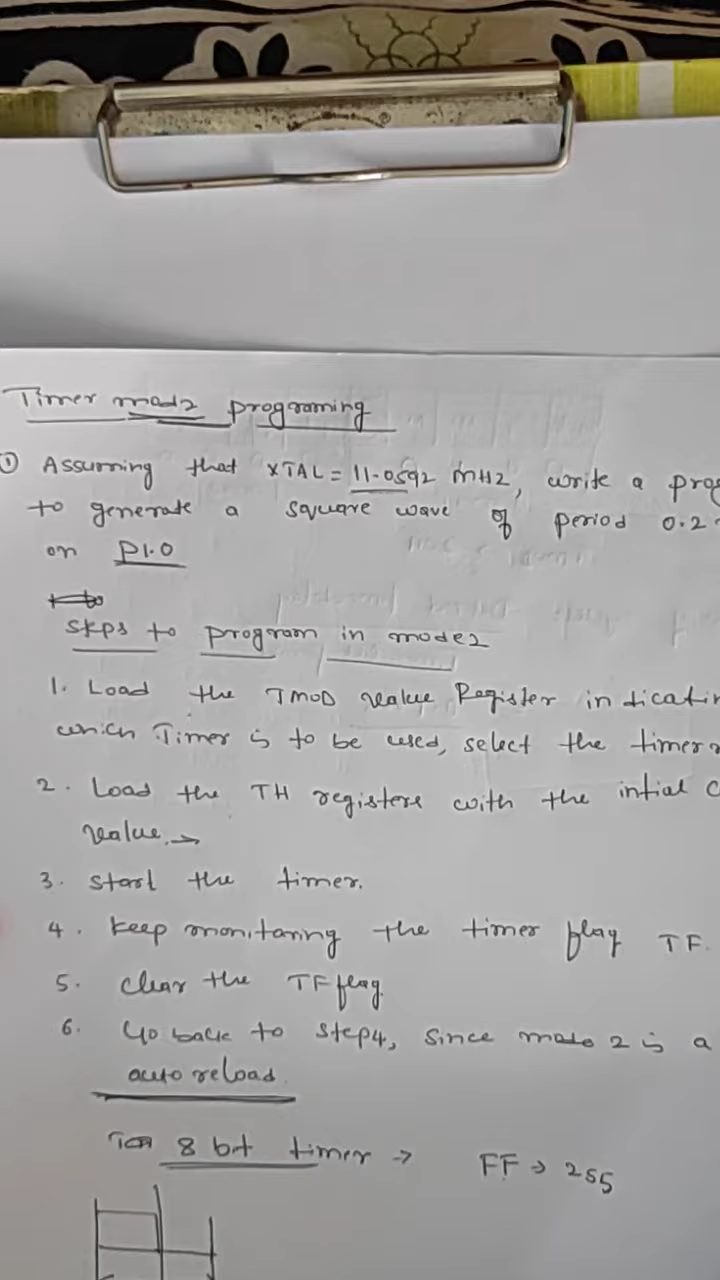 Timer mod2 programing
① Assuming that XTAL = 11.0592 MHZ, write a prog
to generate a square wave of period 0.2
on P1.0
steps to program in mode2
1. Load the TMOD value Register indicatin
which Timer is to be used, select the timer
2. Load the TH registers with the intial c
value. →
3. start the timer.
4. keep monitoring the timer flag TF.
5. clear the TF flag.
6. Go back to step4, since mode 2 is a
auto reload.
8 bit timer → FF → 255